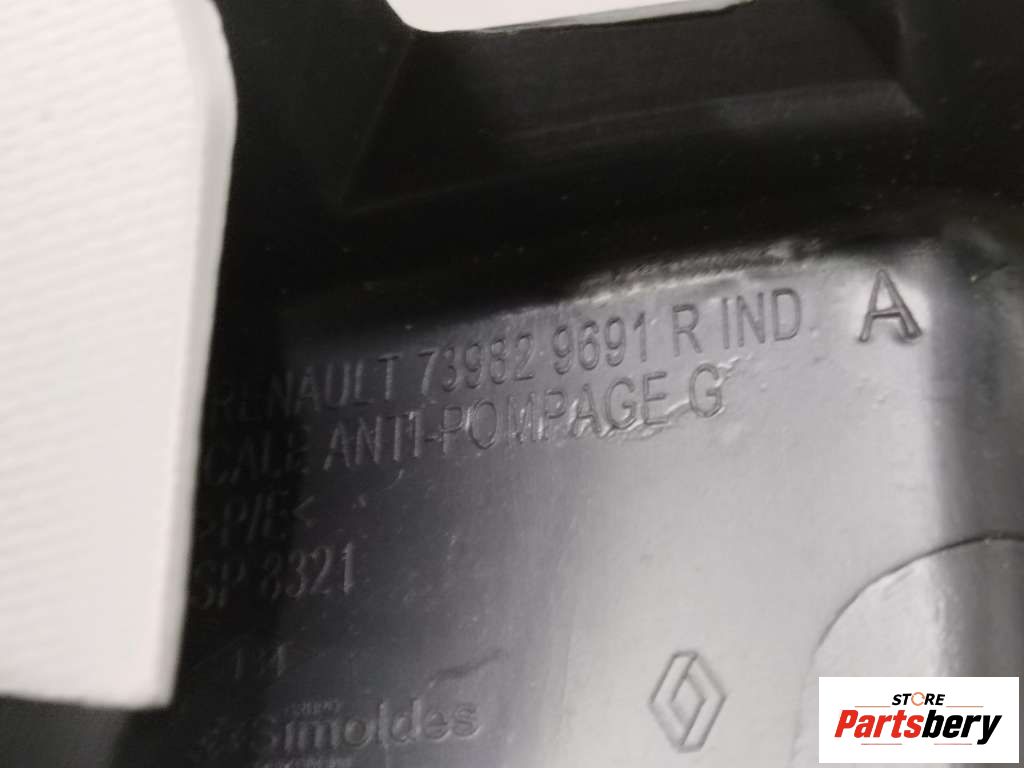 RENAULT 73982 9691 R IND. A
CALE ANTI-POMPAGE G
>P/E<
SP 8321
Simoldes
STORE
Partsbery